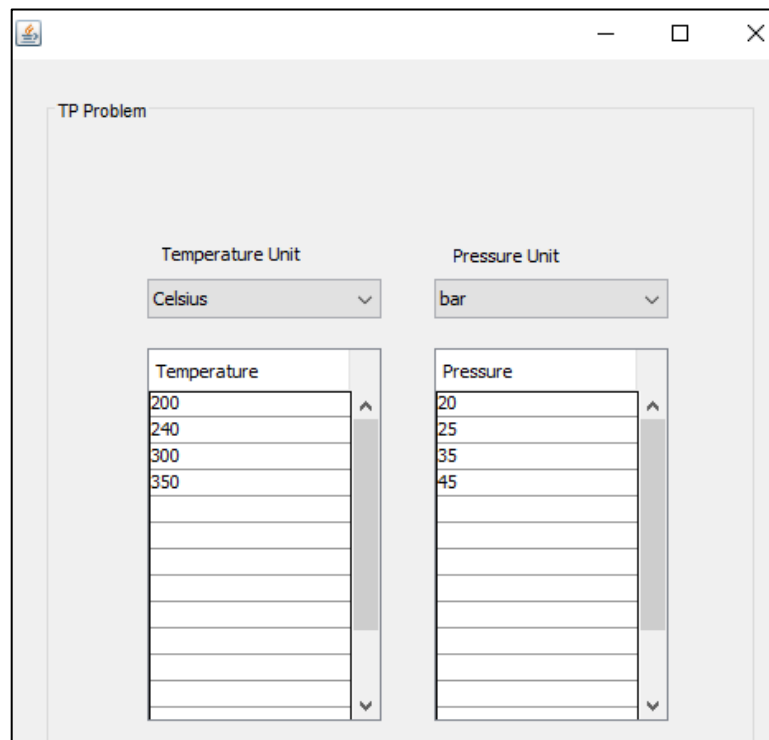 TP Problem
Temperature Unit Pressure Unit
Celsius bar
Temperature Pressure
200 20
240 25
300 35
350 45